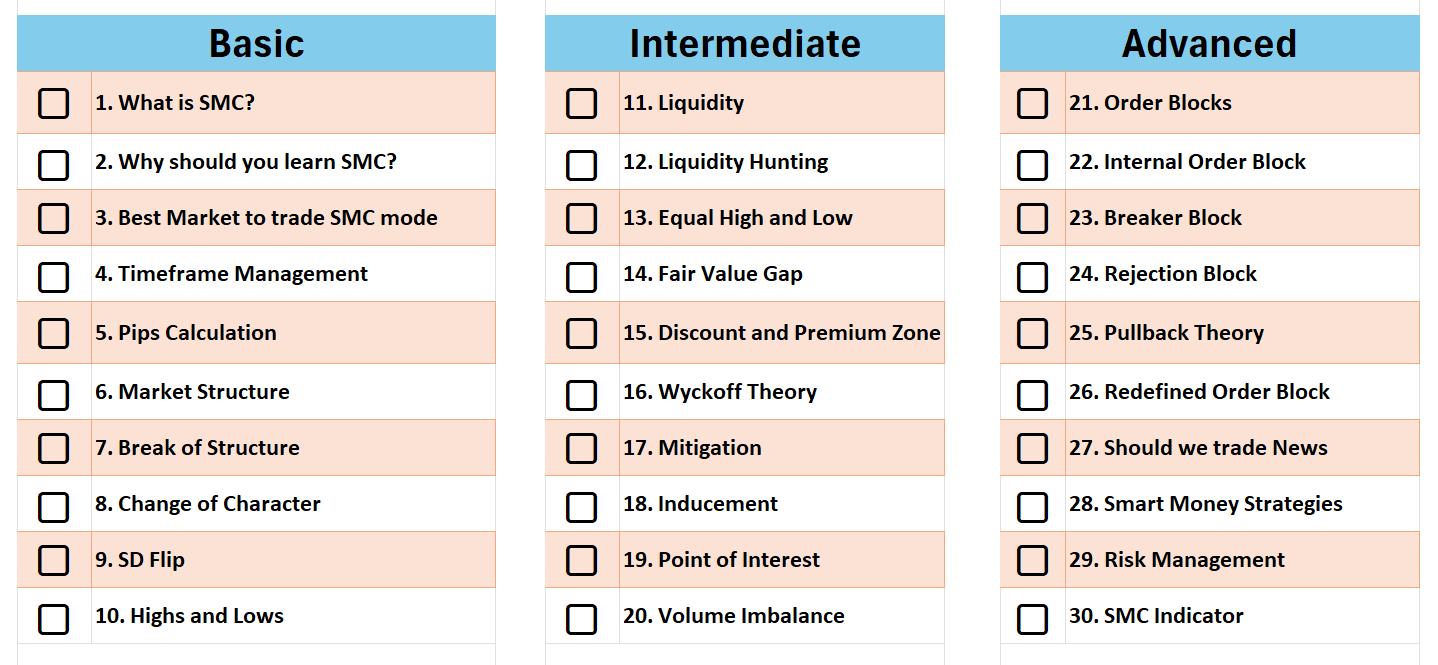 Basic
1. What is SMC?
2. Why should you learn SMC?
3. Best Market to trade SMC mode
4. Timeframe Management
5. Pips Calculation
6. Market Structure
7. Break of Structure
8. Change of Character
9. SD Flip
10. Highs and Lows
Intermediate
11. Liquidity
12. Liquidity Hunting
13. Equal High and Low
14. Fair Value Gap
15. Discount and Premium Zone
16. Wyckoff Theory
17. Mitigation
18. Inducement
19. Point of Interest
20. Volume Imbalance
Advanced
21. Order Blocks
22. Internal Order Block
23. Breaker Block
24. Rejection Block
25. Pullback Theory
26. Redefined Order Block
27. Should we trade News
28. Smart Money Strategies
29. Risk Management
30. SMC Indicator